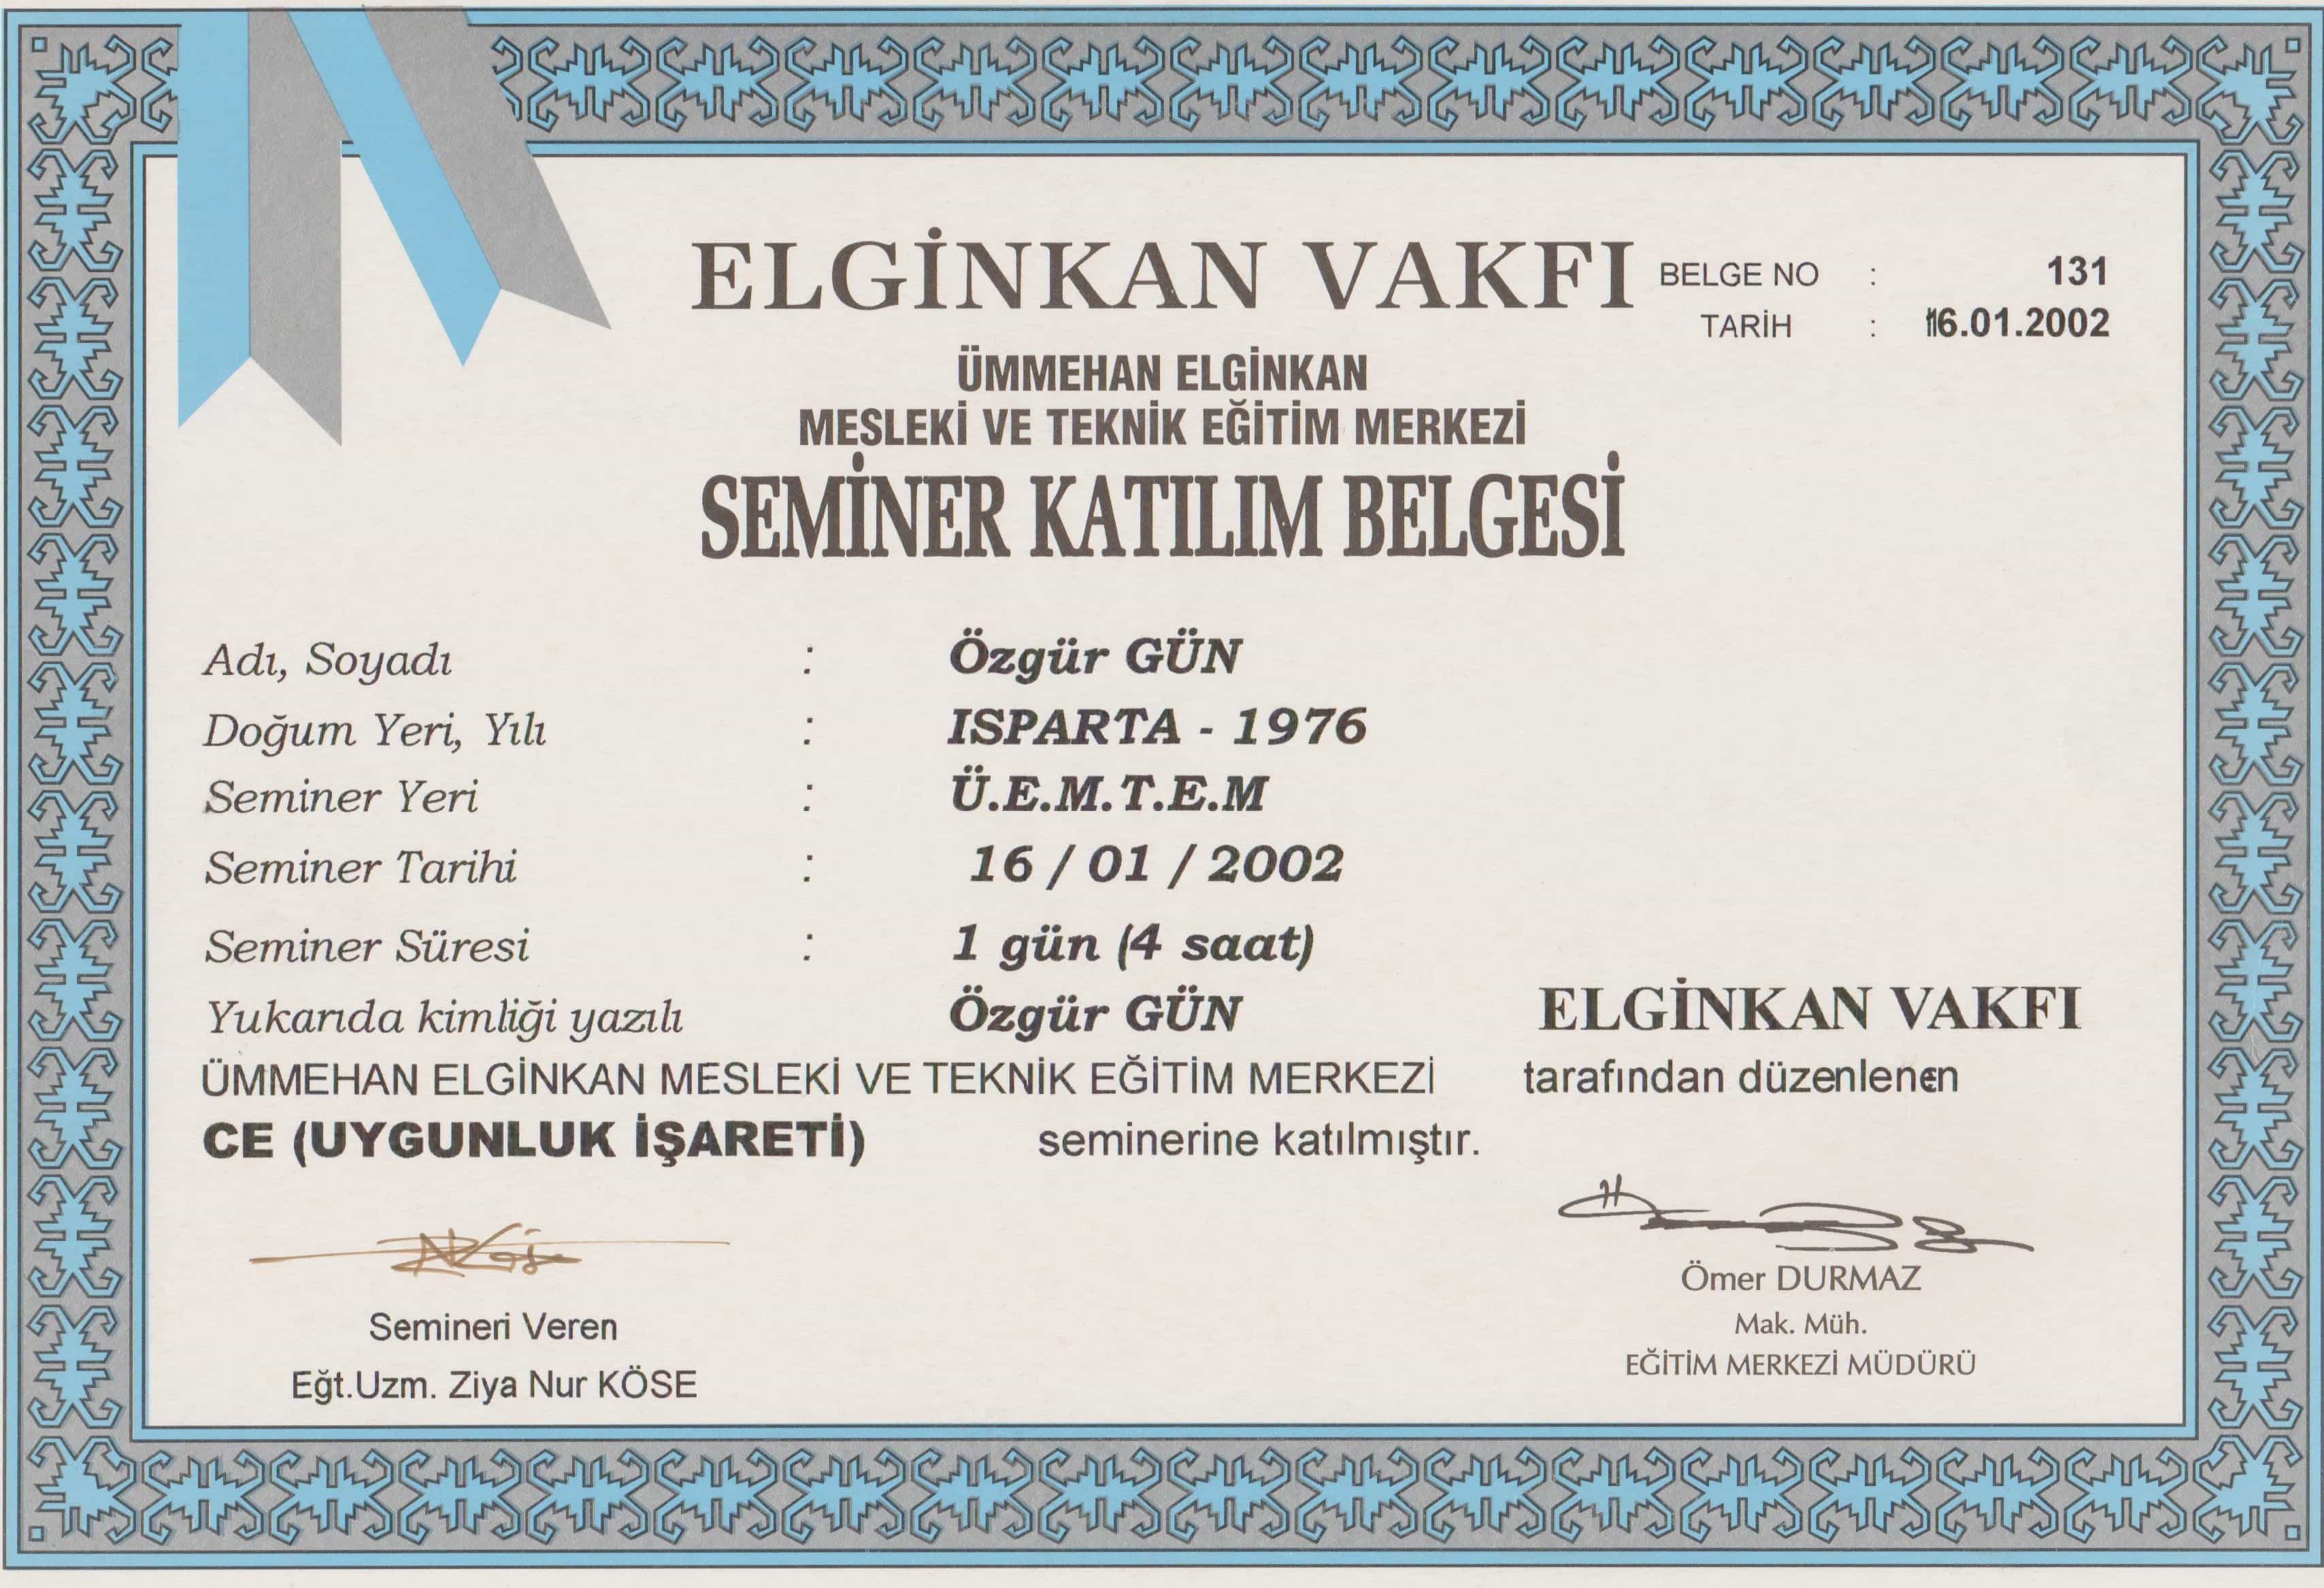 ELGİNKAN VAKFI
BELGE NO : 131
TARİH : 16.01.2002
ÜMMEHAN ELGİNKAN
MESLEKİ VE TEKNİK EĞİTİM MERKEZİ
SEMİNER KATILIM BELGESİ
Adı, Soyadı : Özgür GÜN
Doğum Yeri, Yılı : ISPARTA - 1976
Seminer Yeri : Ü.E.M.T.E.M
Seminer Tarihi : 16 / 01 / 2002
Seminer Süresi : 1 gün (4 saat)
Yukarıda kimliği yazılı Özgür GÜN ELGİNKAN VAKFI
ÜMMEHAN ELGİNKAN MESLEKİ VE TEKNİK EĞİTİM MERKEZİ tarafından düzenlenen
CE (UYGUNLUK İŞARETİ) seminerine katılmıştır.
Semineri Veren
Eğt.Uzm. Ziya Nur KÖSE
Ömer DURMAZ
Mak. Müh.
EĞİTİM MERKEZİ MÜDÜRÜ